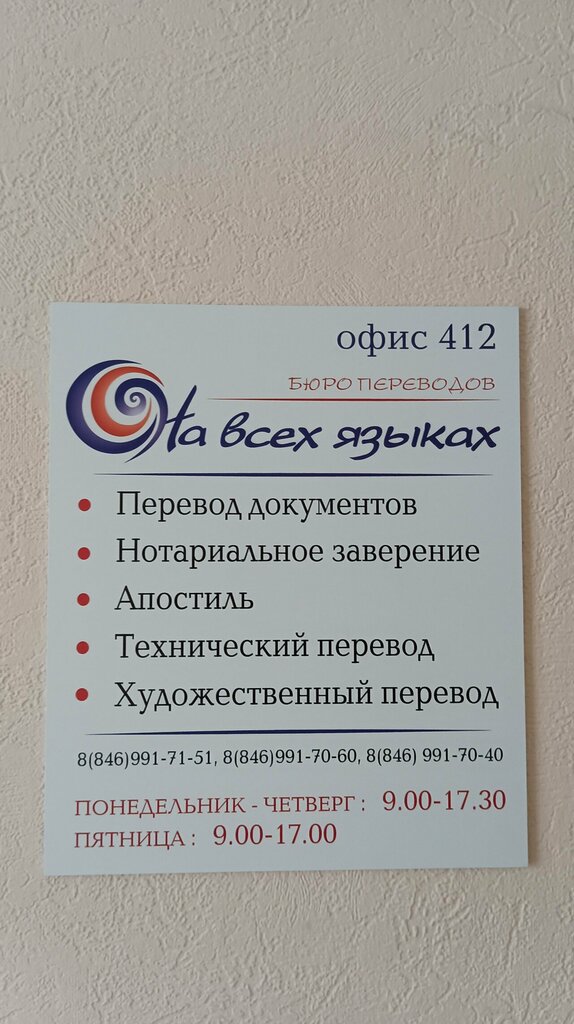 офис 412
БЮРО ПЕРЕВОДОВ
На всех языках
• Перевод документов
• Нотариальное заверение
• Апостиль
• Технический перевод
• Художественный перевод
8(846)991-71-51, 8(846)991-70-60, 8(846) 991-70-40
ПОНЕДЕЛЬНИК - ЧЕТВЕРГ : 9.00-17.30
ПЯТНИЦА : 9.00-17.00